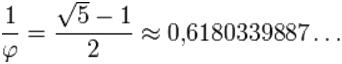 1/φ = (√5 − 1)/2 ≈ 0,6180339887…